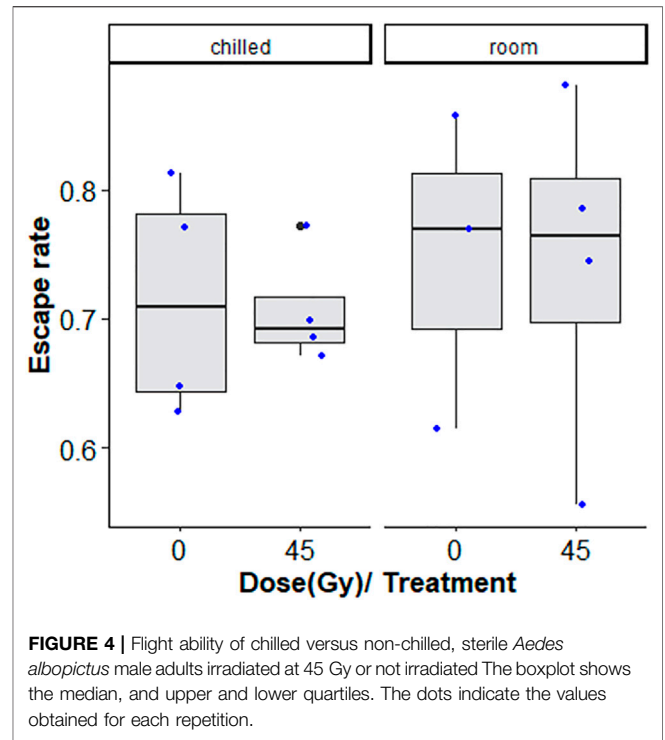 chilled room
Escape rate
0.8
0.7
0.6
0 45 0 45
Dose(Gy)/ Treatment
FIGURE 4 | Flight ability of chilled versus non-chilled, sterile Aedes
albopictus male adults irradiated at 45 Gy or not irradiated The boxplot shows
the median, and upper and lower quartiles. The dots indicate the values
obtained for each repetition.